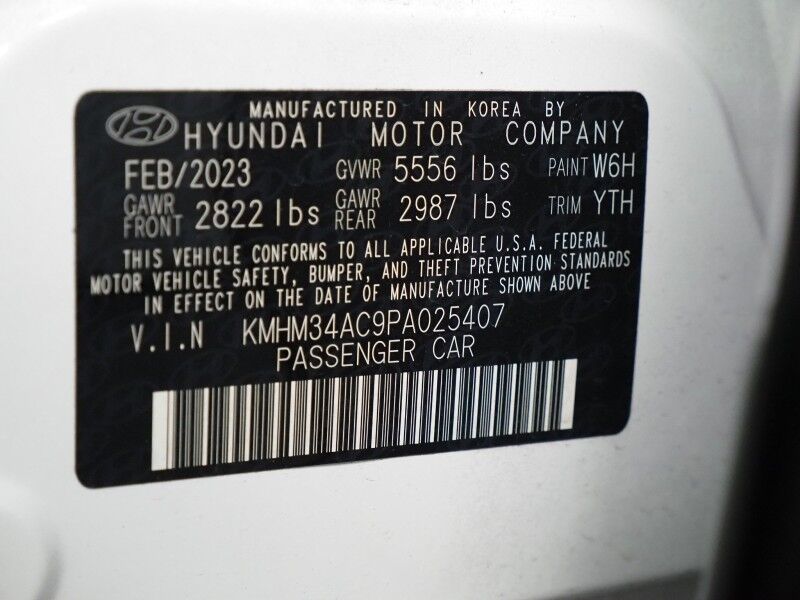 MANUFACTURED IN KOREA BY
HYUNDAI MOTOR COMPANY
FEB/2023 GVWR 5556 lbs PAINT W6H
GAWR FRONT 2822 lbs GAWR REAR 2987 lbs TRIM YTH
THIS VEHICLE CONFORMS TO ALL APPLICABLE U.S.A. FEDERAL
MOTOR VEHICLE SAFETY, BUMPER, AND THEFT PREVENTION STANDARDS
IN EFFECT ON THE DATE OF MANUFACTURE SHOWN ABOVE
V.I.N KMHM34AC9PA025407
PASSENGER CAR